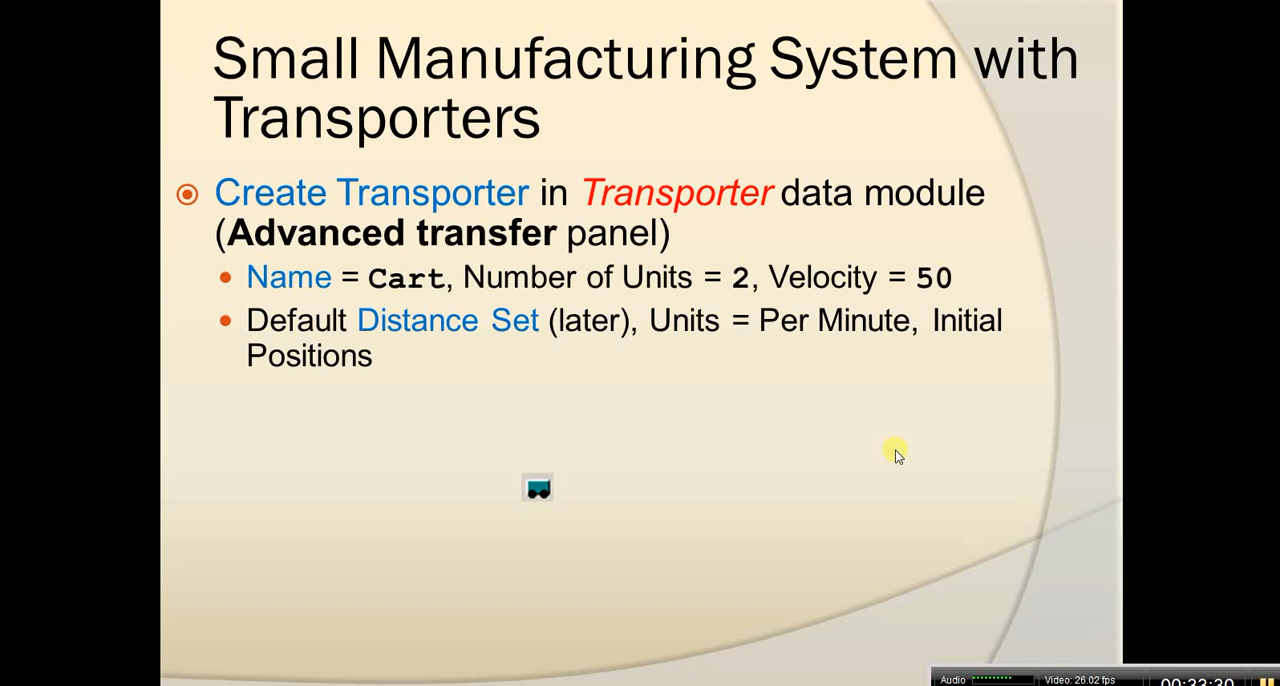 Small Manufacturing System with
Transporters
Create Transporter in Transporter data module
(Advanced transfer panel)
Name = Cart, Number of Units = 2, Velocity = 50
Default Distance Set (later), Units = Per Minute, Initial
Positions
Audio Video: 26.02 fps 00:33:30